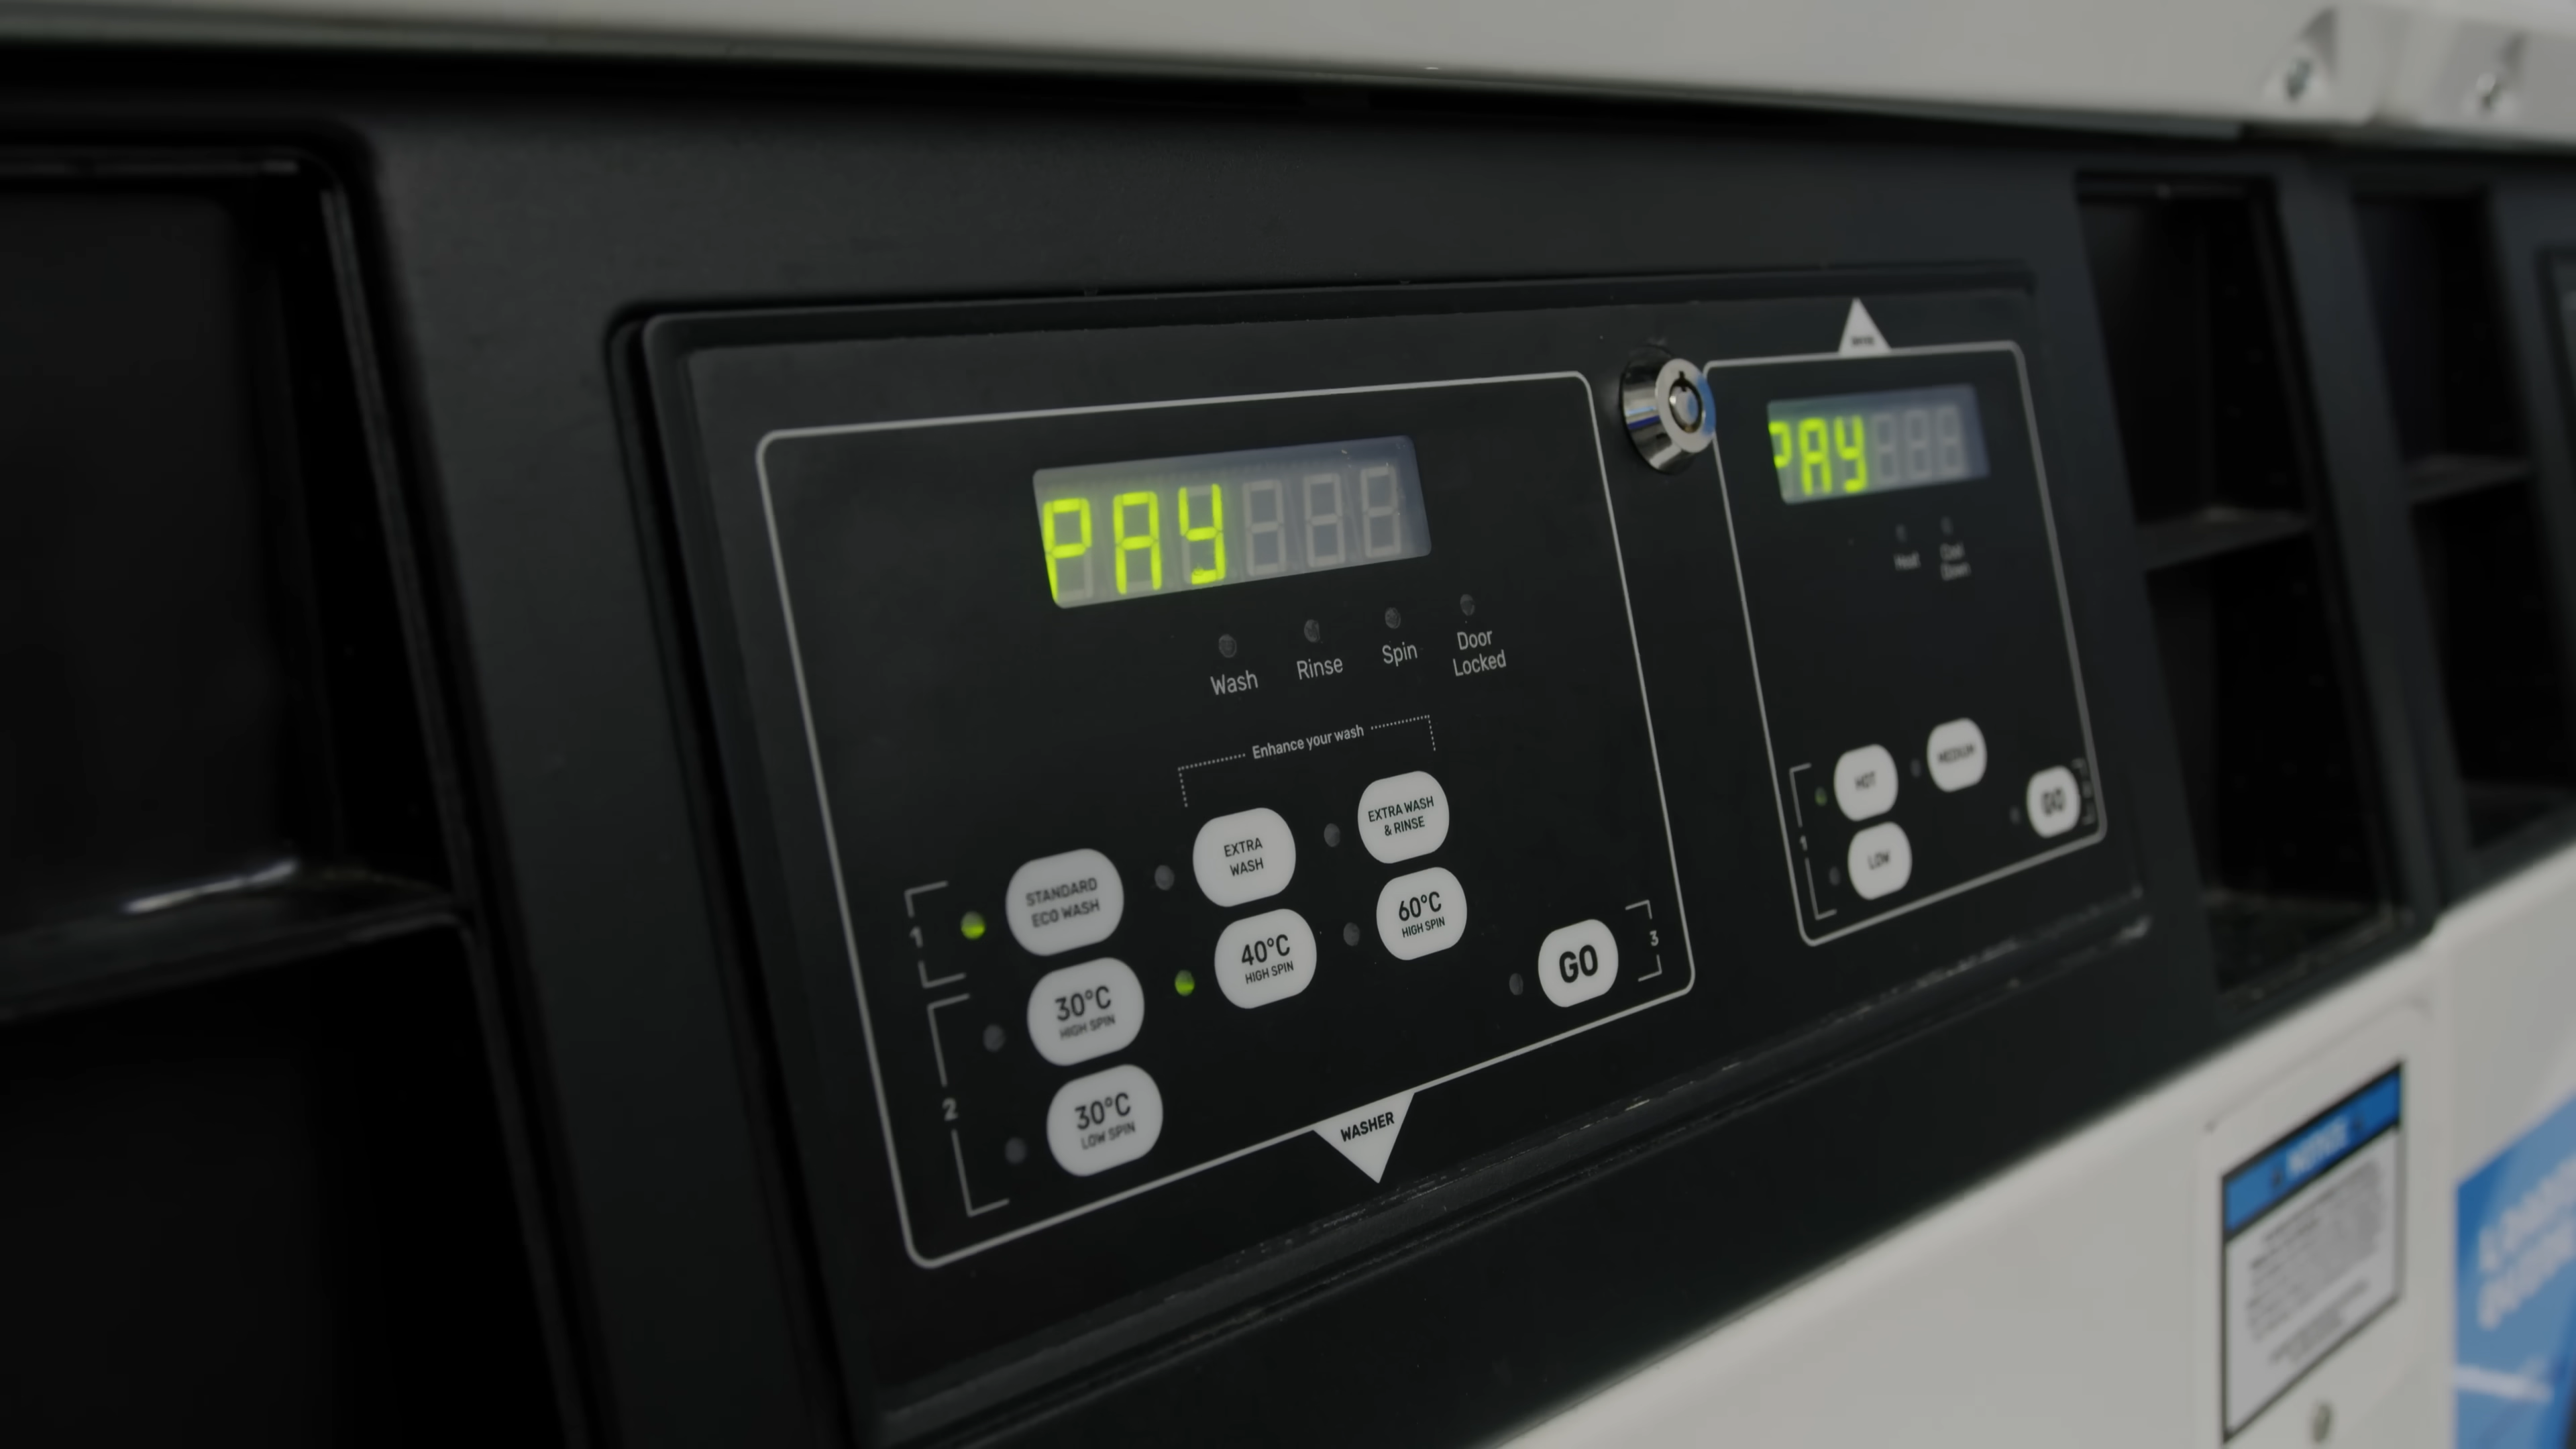 PAY
Wash
Rinse
Spin
Door
Locked
Enhance your wash
1
STANDARD
ECO WASH
EXTRA
WASH
EXTRA WASH
& RINSE
2
30°C
HIGH SPIN
40°C
HIGH SPIN
60°C
HIGH SPIN
30°C
LOW SPIN
GO
3
WASHER
PAY
Heat
Cool
Down
1
HOT
MEDIUM
LOW
GO
NOTICE